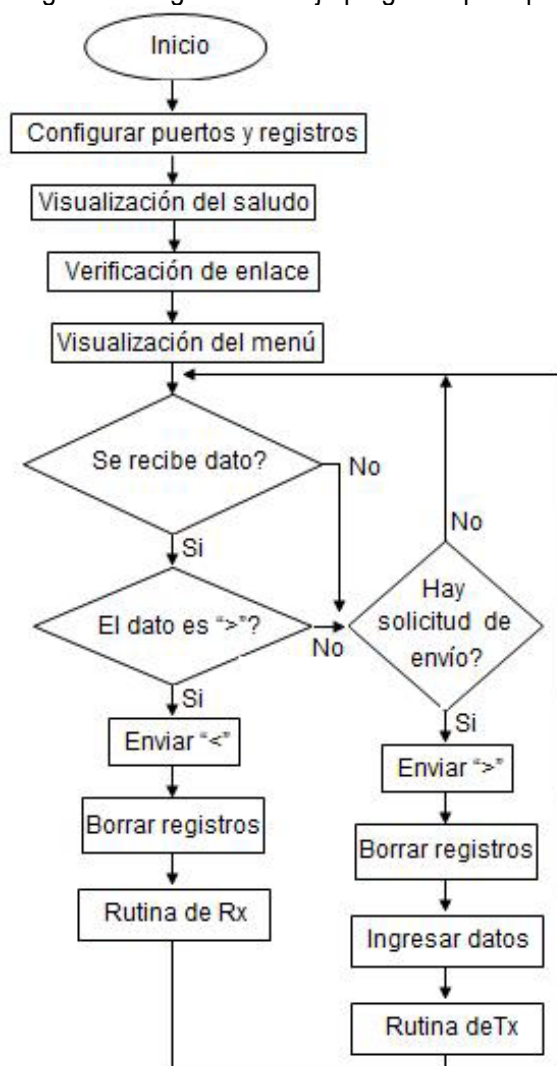 Inicio
Configurar puertos y registros
Visualización del saludo
Verificación de enlace
Visualización del menú
Se recibe dato?
No
Si
El dato es “>”?
No
Si
Enviar “<”
Borrar registros
Rutina de Rx
Hay
solicitud de
envío?
No
Si
Enviar “>”
Borrar registros
Ingresar datos
Rutina deTx